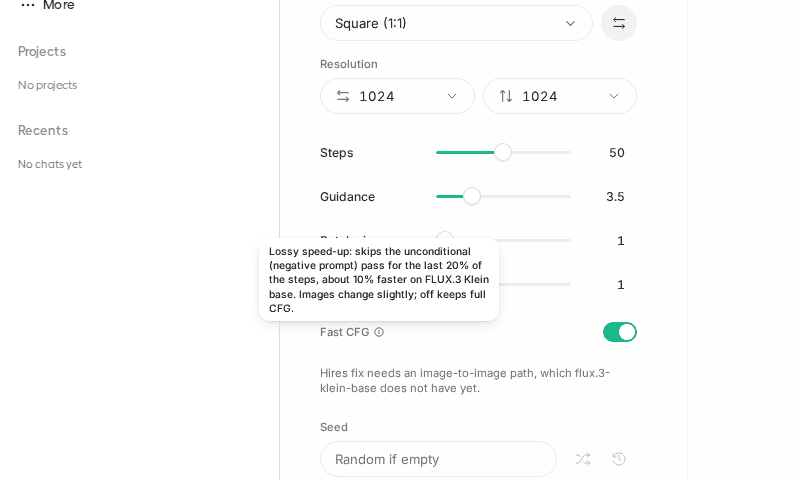 More
Projects
No projects
Recents
No chats yet
Square (1:1)
Resolution
1024
1024
Steps
50
Guidance
3.5
1
1
Lossy speed-up: skips the unconditional
(negative prompt) pass for the last 20% of
the steps, about 10% faster on FLUX.3 Klein
base. Images change slightly; off keeps full
CFG.
Fast CFG
Hires fix needs an image-to-image path, which flux.3-
klein-base does not have yet.
Seed
Random if empty